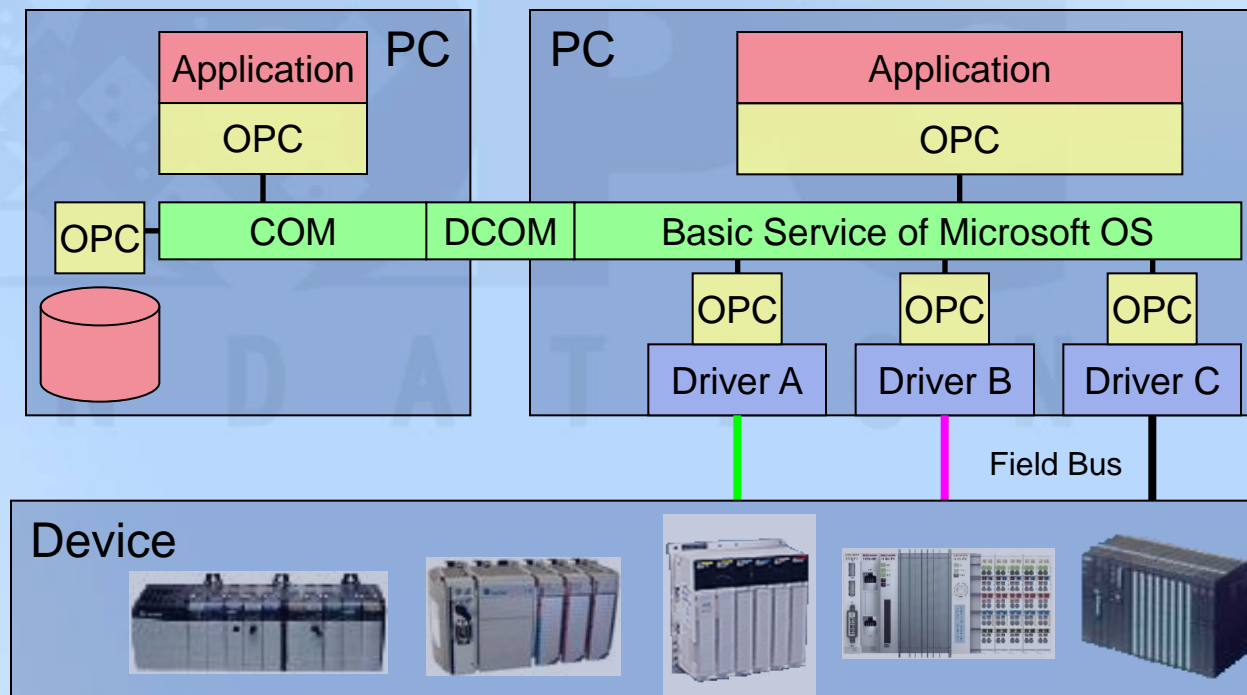 PC
Application
OPC
OPC
COM
DCOM
PC
Application
OPC
Basic Service of Microsoft OS
OPC
OPC
OPC
Driver A
Driver B
Driver C
N D A T I O N
Field Bus
Device